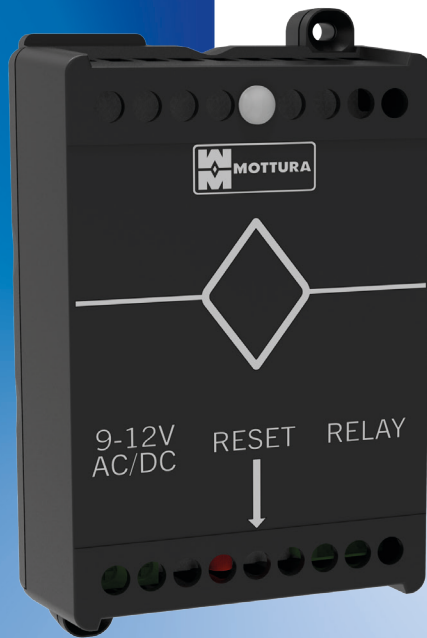 MOTTURA
9-12V
AC/DC
RESET
RELAY